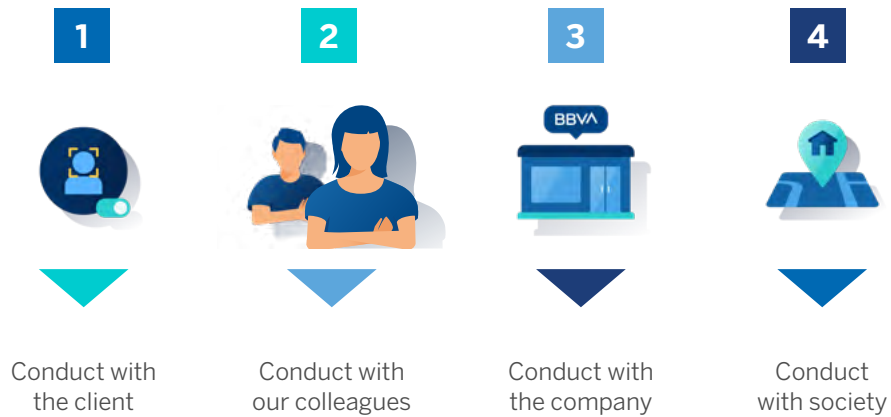 1
2
3
4
BBVA
Conduct with
the client
Conduct with
our colleagues
Conduct with
the company
Conduct
with society